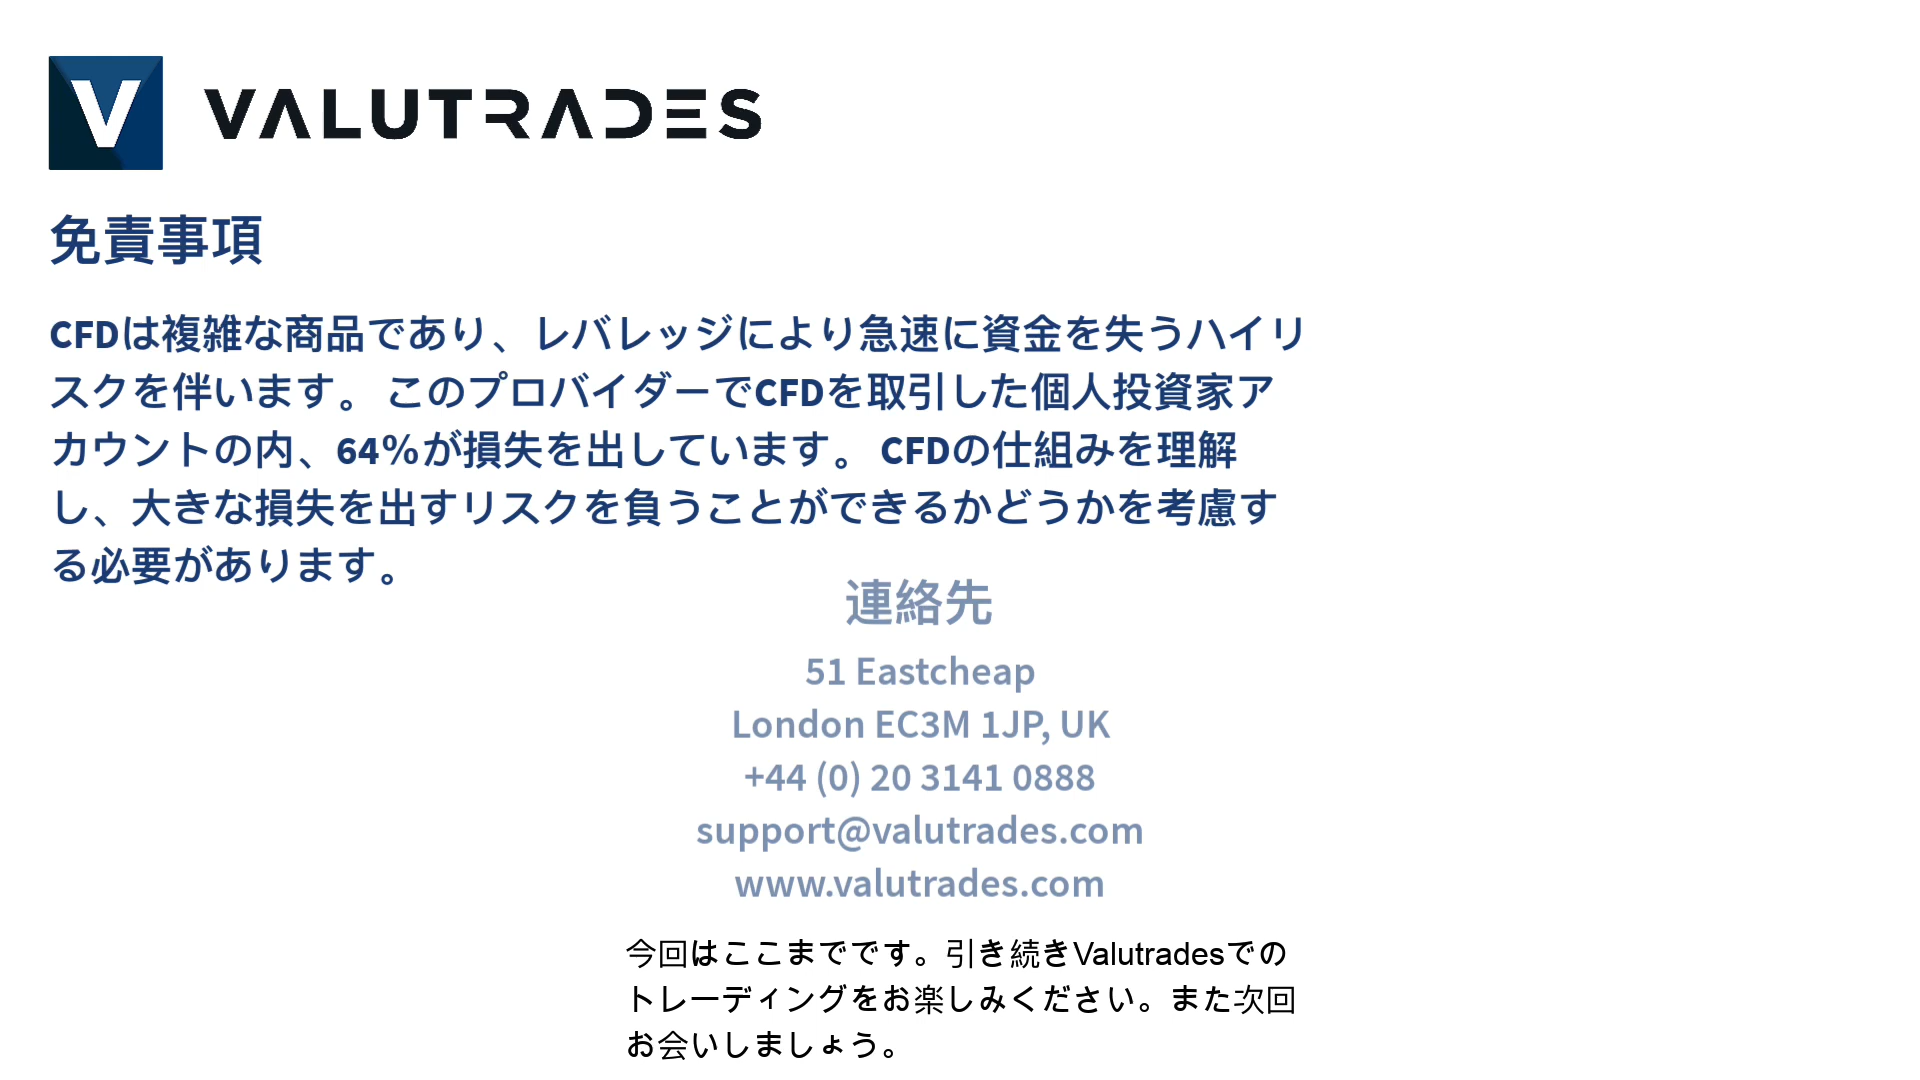 V VALUTRADES
免責事項
CFDは複雑な商品であり、レバレッジにより急速に資金を失うハイリ
スクを伴います。 このプロバイダーでCFDを取引した個人投資家ア
カウントの内、64％が損失を出しています。 CFDの仕組みを理解
し、大きな損失を出すリスクを負うことができるかどうかを考慮す
る必要があります。
連絡先
51 Eastcheap
London EC3M 1JP, UK
+44 (0) 20 3141 0888
support@valutrades.com
www.valutrades.com
今回はここまでです。引き続きValutradesでの
トレーディングをお楽しみください。また次回
お会いしましょう。